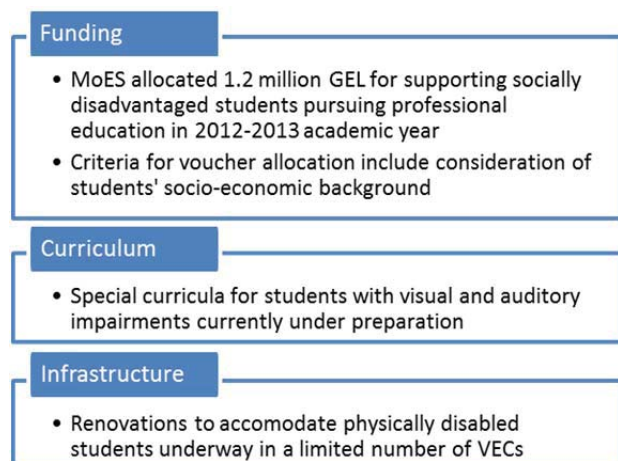 Funding
• MoES allocated 1.2 million GEL for supporting socially
disadvantaged students pursuing professional
education in 2012-2013 academic year
• Criteria for voucher allocation include consideration of
students' socio-economic background
Curriculum
• Special curricula for students with visual and auditory
impairments currently under preparation
Infrastructure
• Renovations to accomodate physically disabled
students underway in a limited number of VECs